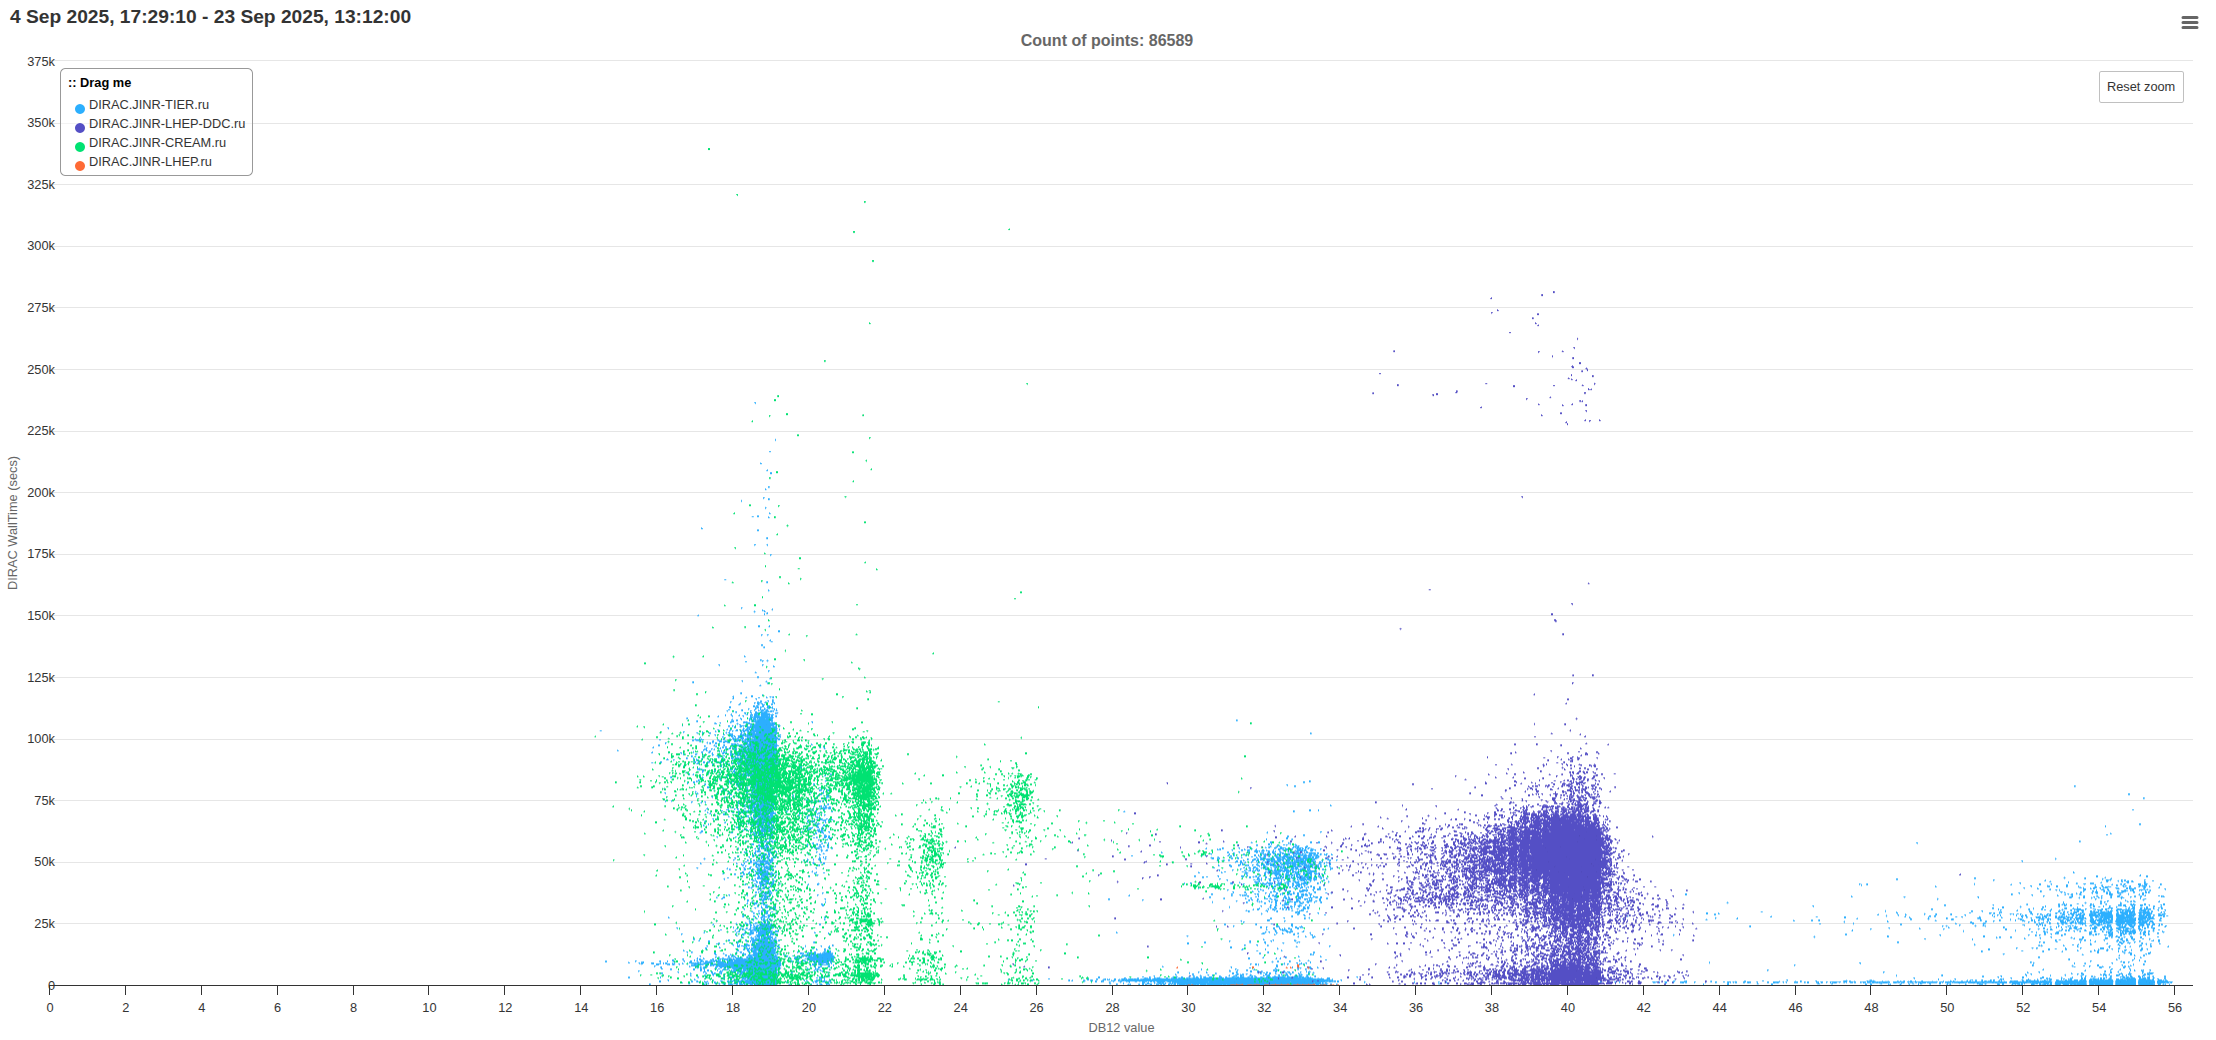 4 Sep 2025, 17:29:10 - 23 Sep 2025, 13:12:00
Count of points: 86589
:: Drag me
DIRAC.JINR-TIER.ru
DIRAC.JINR-LHEP-DDC.ru
DIRAC.JINR-CREAM.ru
DIRAC.JINR-LHEP.ru
Reset zoom
375k
350k
325k
300k
275k
250k
225k
200k
175k
150k
125k
100k
75k
50k
25k
0
DIRAC WallTime (secs)
0 2 4 6 8 10 12 14 16 18 20 22 24 26 28 30 32 34 36 38 40 42 44 46 48 50 52 54 56
DB12 value